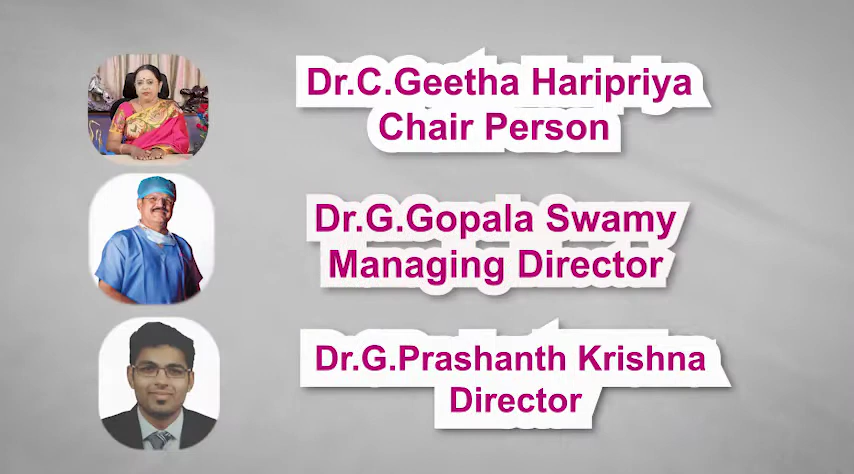 Dr.C.Geetha Haripriya
Chair Person
Dr.G.Gopala Swamy
Managing Director
Dr.G.Prashanth Krishna
Director